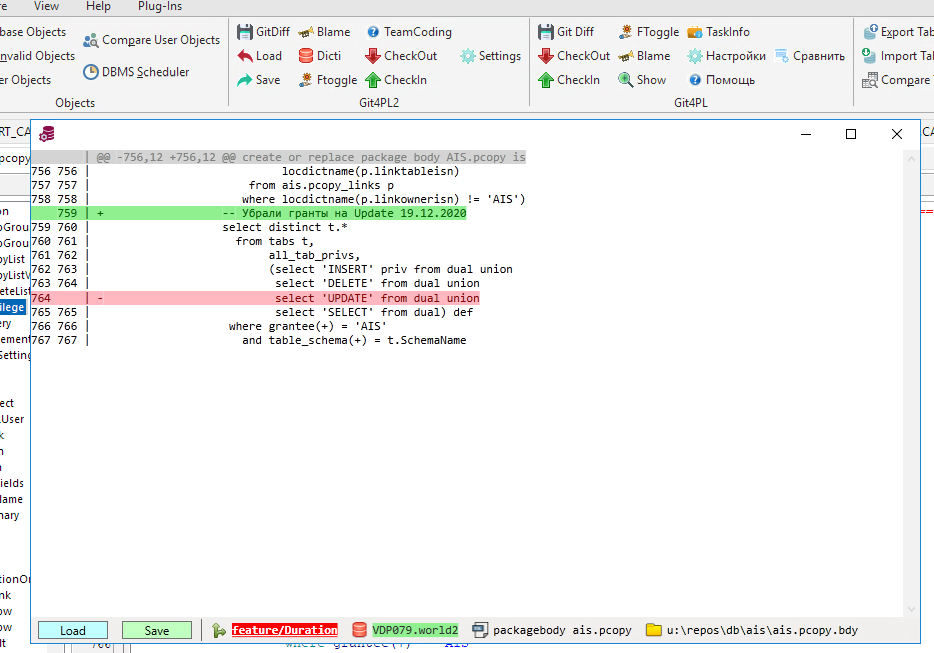 View Help Plug-Ins
base Objects
Compare User Objects
nvalid Objects
er Objects
DBMS Scheduler
Objects
GitDiff Blame TeamCoding
Load Dicti CheckOut Settings
Save Ftoggle CheckIn
Git4PL2
Git Diff FToggle TaskInfo
CheckOut Blame Настройки Сравнить
CheckIn Show Помощь
Git4PL
Export Tab
Import Tab
Compare
RT_CA
pcopy
CA
@@ -756,12 +756,12 @@ create or replace package body AIS.pcopy is
756 756 | locdictname(p.linktableisn)
757 757 | from ais.pcopy_links p
758 758 | where locdictname(p.linkownerisn) != 'AIS')
759 | + -- Убрали гранты на Update 19.12.2020
759 760 | select distinct t.*
760 761 | from tabs t,
761 762 | all_tab_privs,
762 763 | (select 'INSERT' priv from dual union
763 764 | select 'DELETE' from dual union
764 | - select 'UPDATE' from dual union
765 765 | select 'SELECT' from dual) def
766 766 | where grantee(+) = 'AIS'
767 767 | and table_schema(+) = t.SchemaName
on
oGrou
oGrou
pyList
pyListV
eteList
ilege
ery
ement
Setting
ect
User
k
ields
Name
nary
tionOn
nk
ow
ow
lt
Load Save feature/Duration VDP079.world2 packagebody ais.pcopy u:\repos\db\ais\ais.pcopy.bdy